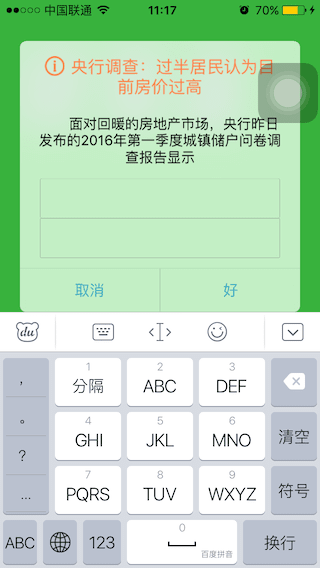 中国联通 11:17 70%
央行调查：过半居民认为目
前房价过高
面对回暖的房地产市场，央行昨日
发布的2016年第一季度城镇储户问卷调
查报告显示
取消 好
du
， 1 分隔 2 ABC 3 DEF
。 4 GHI 5 JKL 6 MNO 清空
？ 7 PQRS 8 TUV 9 WXYZ 符号
...
ABC 123 0 百度拼音 换行